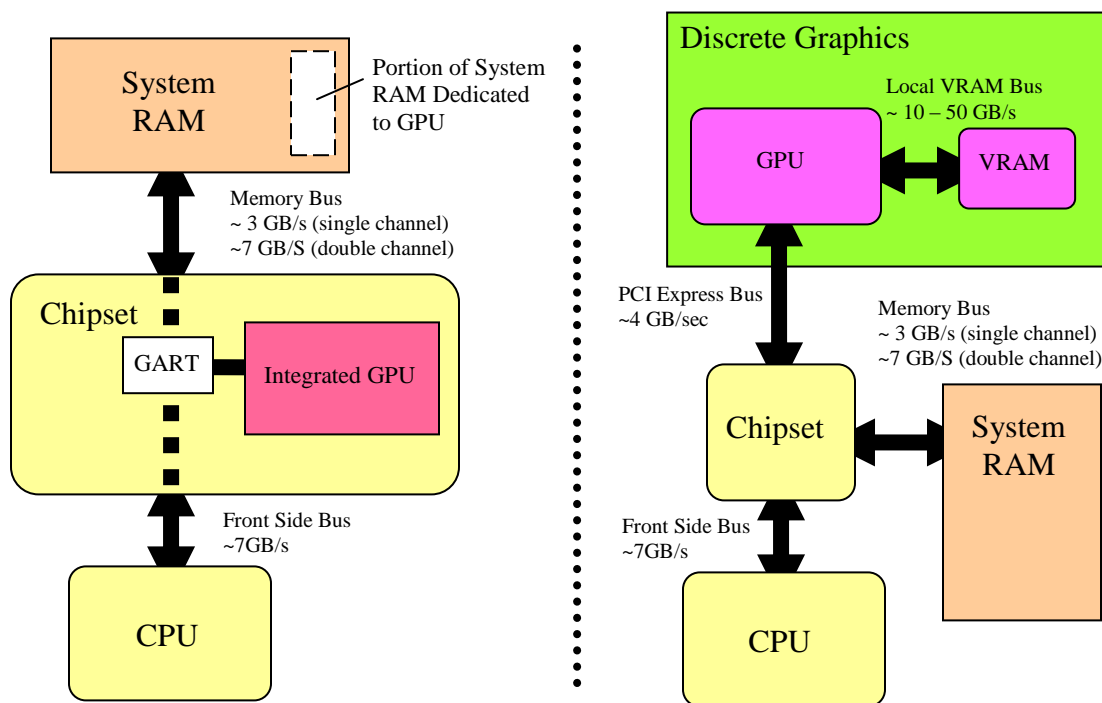 System
RAM
Portion of System
RAM Dedicated
to GPU
Memory Bus
~ 3 GB/s (single channel)
~7 GB/S (double channel)
Chipset
GART
Integrated GPU
Front Side Bus
~7GB/s
CPU
Discrete Graphics
Local VRAM Bus
~ 10 – 50 GB/s
GPU
VRAM
PCI Express Bus
~4 GB/sec
Memory Bus
~ 3 GB/s (single channel)
~7 GB/S (double channel)
Chipset
System
RAM
Front Side Bus
~7GB/s
CPU